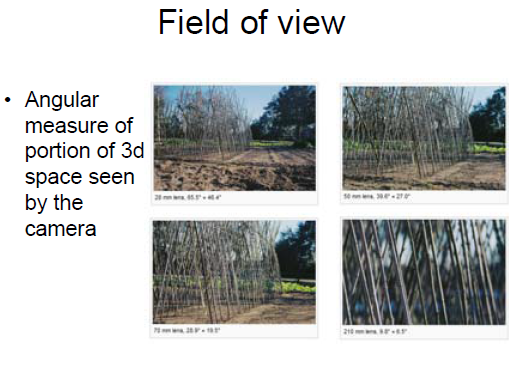 Field of view
• Angular
measure of
portion of 3d
space seen
by the
camera
28 mm lens, 65.5° × 46.4°
50 mm lens, 39.6° × 27.0°
70 mm lens, 28.9° × 19.5°
210 mm lens, 9.8° × 6.5°